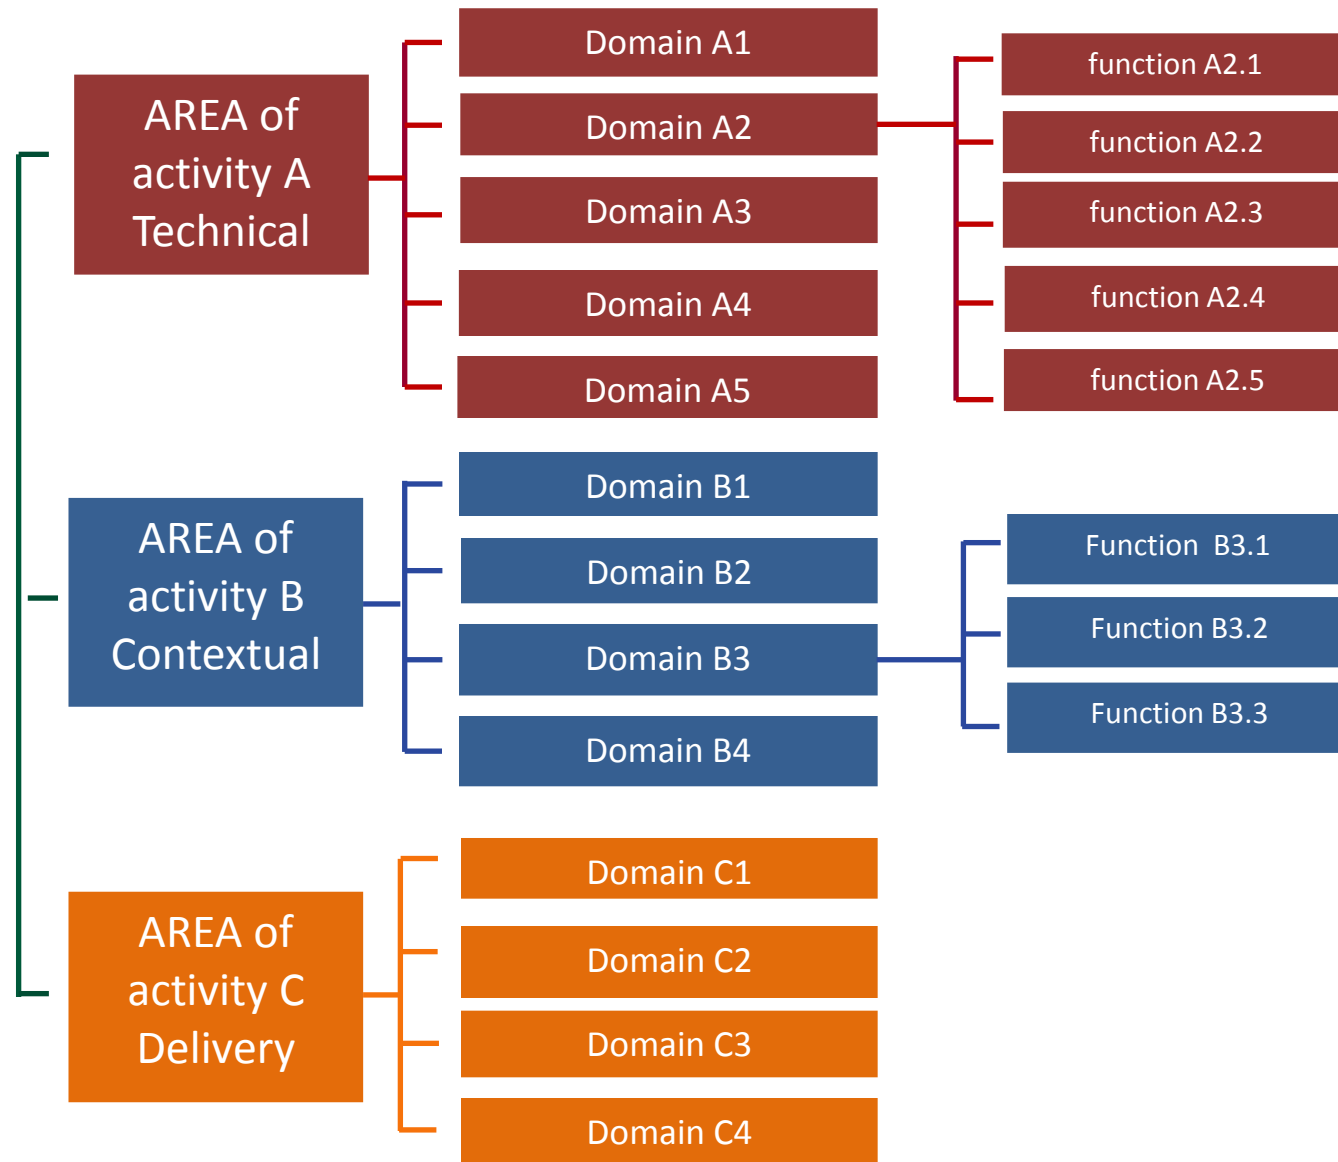 AREA of
activity A
Technical
Domain A1
Domain A2
Domain A3
Domain A4
Domain A5
function A2.1
function A2.2
function A2.3
function A2.4
function A2.5
AREA of
activity B
Contextual
Domain B1
Domain B2
Domain B3
Domain B4
Function  B3.1
Function B3.2
Function B3.3
AREA of
activity C
Delivery
Domain C1
Domain C2
Domain C3
Domain C4